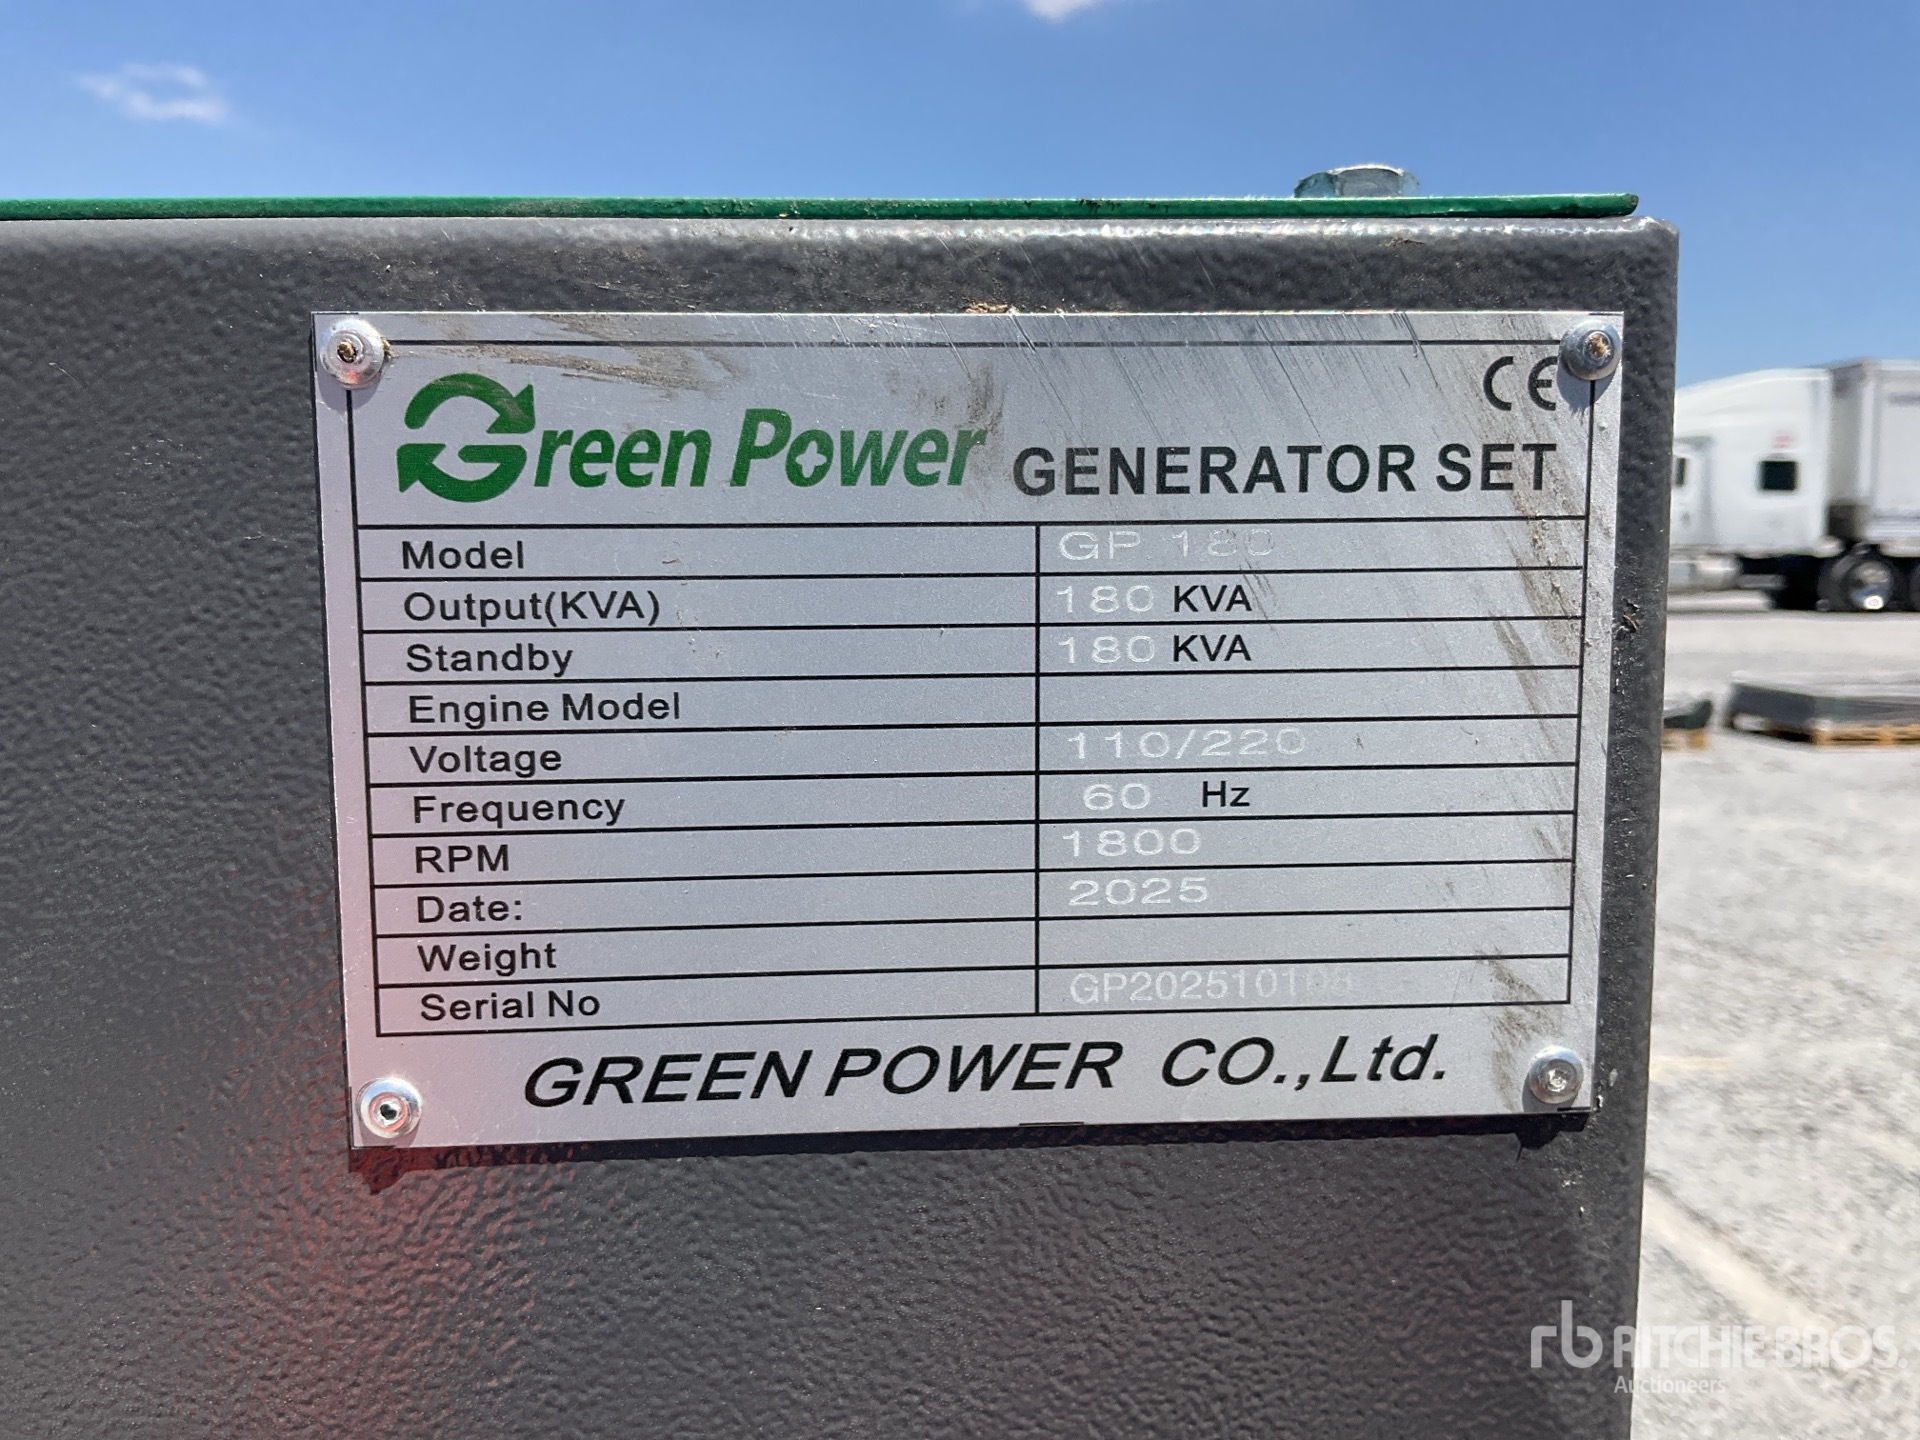 CE
Green Power GENERATOR SET
Model GP 180
Output(KVA) 180 KVA
Standby 180 KVA
Engine Model
Voltage 110/220
Frequency 60 Hz
RPM 1800
Date: 2025
Weight
Serial No
GREEN POWER CO.,Ltd.
rb RITCHIE BROS.
Auctioneers